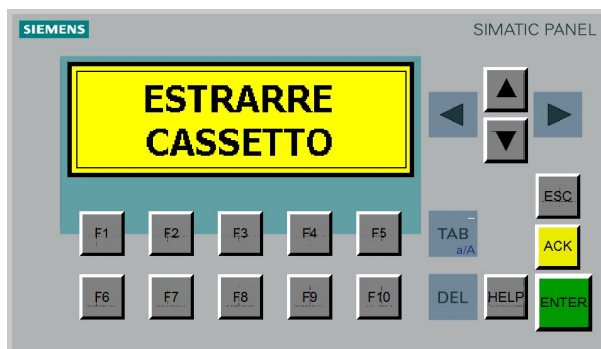 SIEMENS
SIMATIC PANEL
ESTRARRE
CASSETTO
ESC
F1 F2 F3 F4 F5 TAB a/A ACK
F6 F7 F8 F9 F10 DEL HELP ENTER